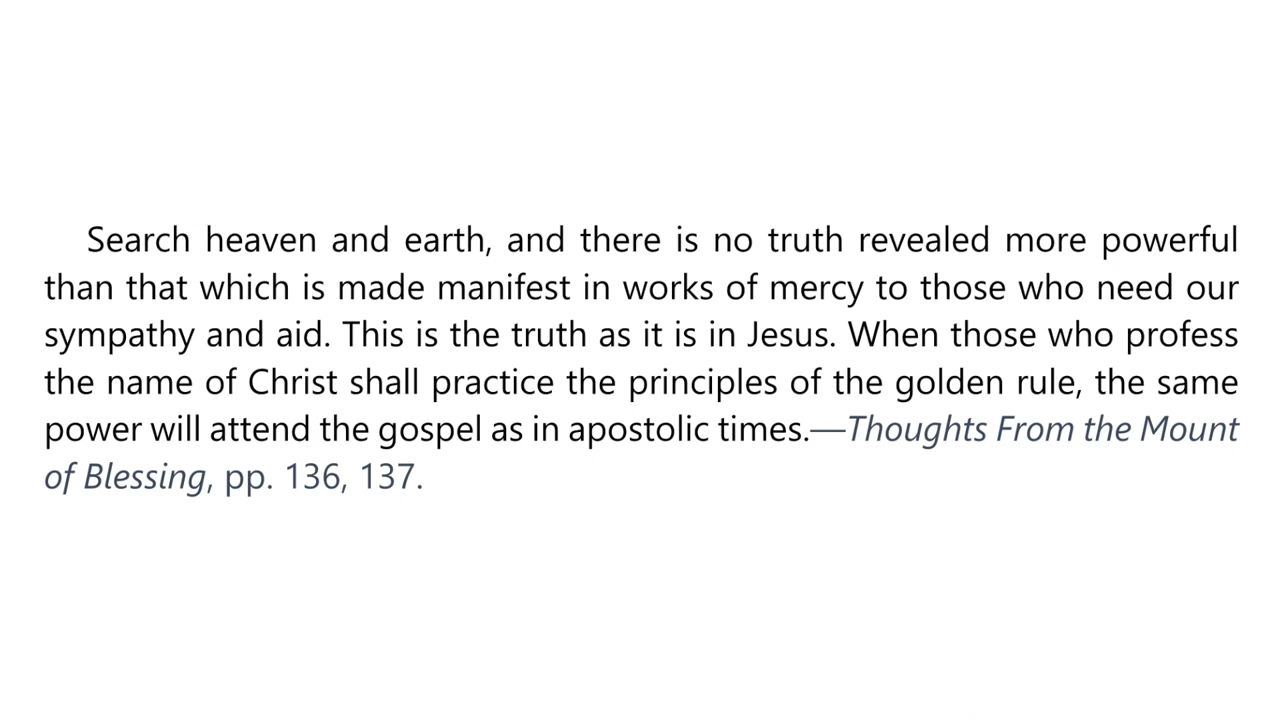 Search heaven and earth, and there is no truth revealed more powerful
than that which is made manifest in works of mercy to those who need our
sympathy and aid. This is the truth as it is in Jesus. When those who profess
the name of Christ shall practice the principles of the golden rule, the same
power will attend the gospel as in apostolic times.—Thoughts From the Mount
of Blessing, pp. 136, 137.